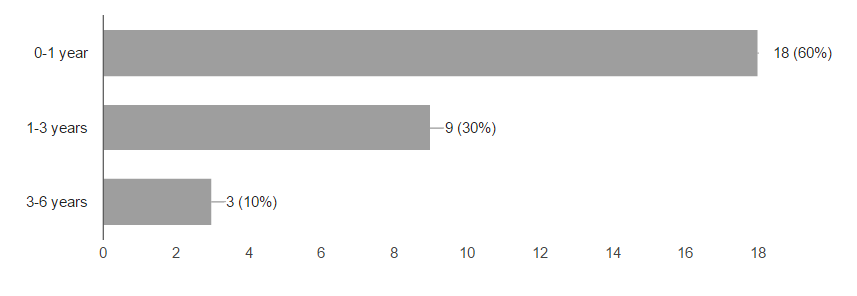 0-1 year 18 (60%)
1-3 years 9 (30%)
3-6 years 3 (10%)
0 2 4 6 8 10 12 14 16 18